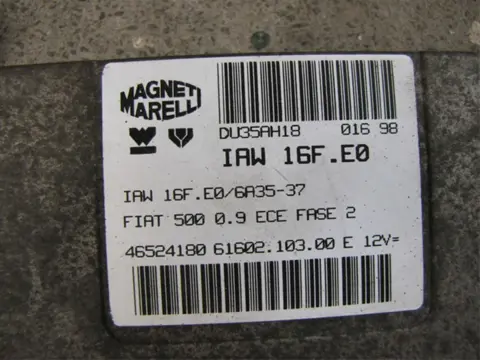 MAGNETI
MARELLI
DU35AH18 016 98
IAW 16F.E0
IAW 16F.E0/6A35-37
FIAT 500 0.9 ECE FASE 2
46524180 61602.103.00 E 12V=